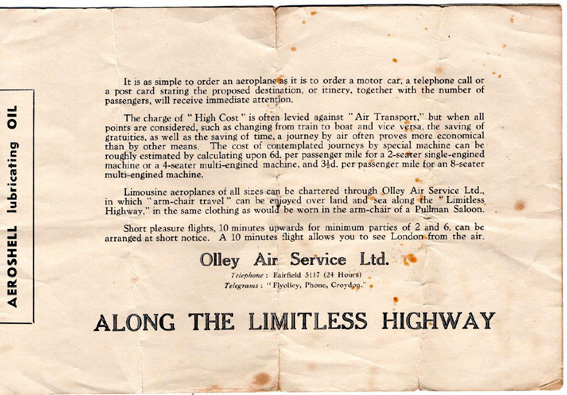 It is as simple to order an aeroplane as it is to order a motor car, a telephone call or
a post card stating the proposed destination, or itinery, together with the number of
passengers, will receive immediate attention.
The charge of " High Cost " is often levied against " Air Transport," but when all
points are considered, such as changing from train to boat and vice versa, the saving of
gratuities, as well as the saving of time, a journey by air often proves more economical
than by other means. The cost of contemplated journeys by special machine can be
roughly estimated by calculating upon 6d. per passenger mile for a 2-seater single-engined
machine or a 4-seater multi-engined machine, and 3½d. per passenger mile for an 8-seater
multi-engined machine.
Limousine aeroplanes of all sizes can be chartered through Olley Air Service Ltd.,
in which " arm-chair travel " can be enjoyed over land and sea along the " Limitless
Highway," in the same clothing as would be worn in the arm-chair of a Pullman Saloon.
Short pleasure flights, 10 minutes upwards for minimum parties of 2 and 6, can be
arranged at short notice. A 10 minutes flight allows you to see London from the air.
Olley Air Service Ltd.
Telephone : Fairfield 5117 (24 Hours)
Telegrams : " Flyolley, Phone, Croydon."
ALONG THE LIMITLESS HIGHWAY
AEROSHELL lubricating OIL